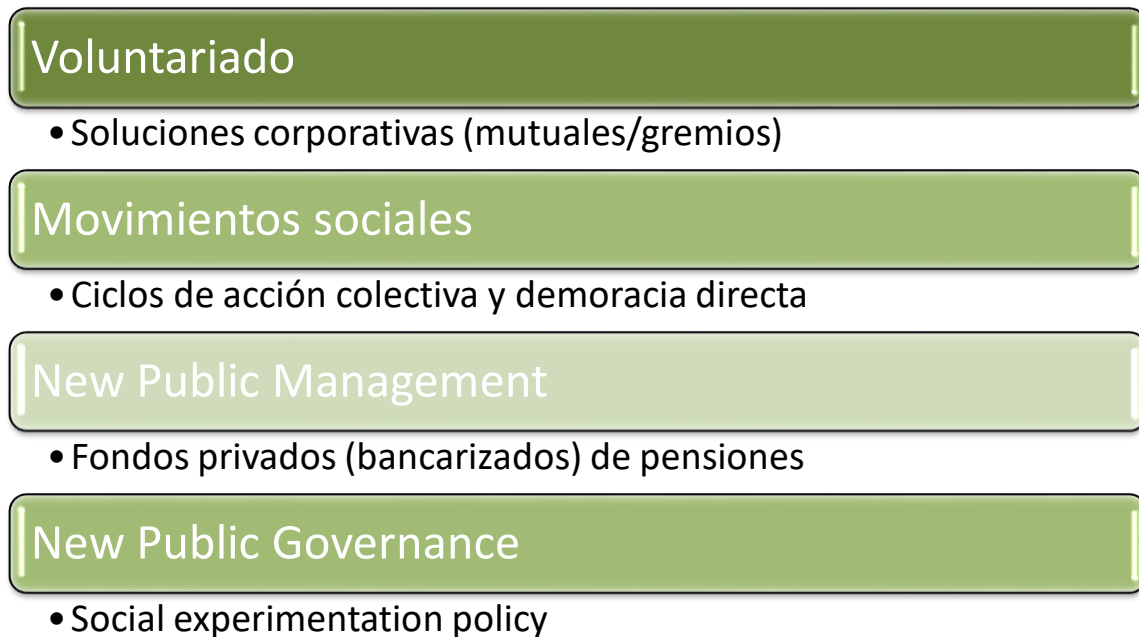 Voluntariado
• Soluciones corporativas (mutuales/gremios)
Movimientos sociales
• Ciclos de acción colectiva y demoracia directa
New Public Management
• Fondos privados (bancarizados) de pensiones
New Public Governance
• Social experimentation policy